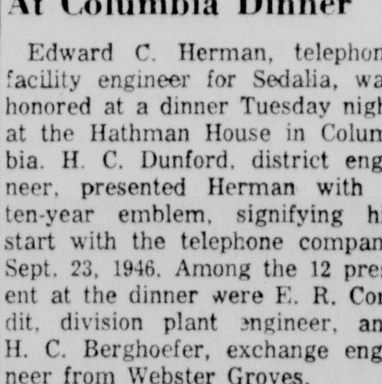 At Columbia Dinner
Edward C. Herman, telephon
facility engineer for Sedalia, wa
honored at a dinner Tuesday nigh
at the Hathman House in Colum
bia. H. C. Dunford, district eng
neer, presented Herman with
ten-year emblem, signifying h
start with the telephone compan
Sept. 23, 1946. Among the 12 pres
ent at the dinner were E. R. Con
dit, division plant engineer, an
H. C. Berghoefer, exchange eng
neer from Webster Groves.